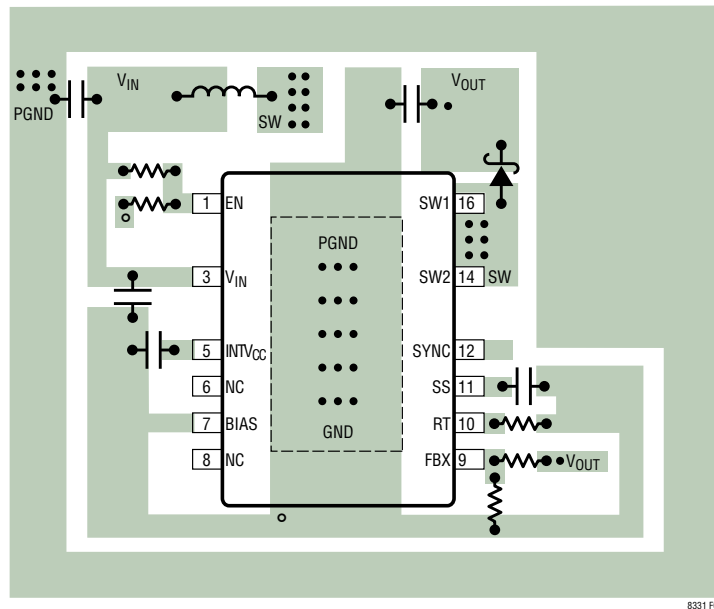 VIN
VOUT
PGND
SW
1 EN
SW1 16
PGND
3 VIN
SW2 14 SW
5 INTVCC
SYNC 12
6 NC
SS 11
7 BIAS
RT 10
GND
8 NC
FBX 9
VOUT